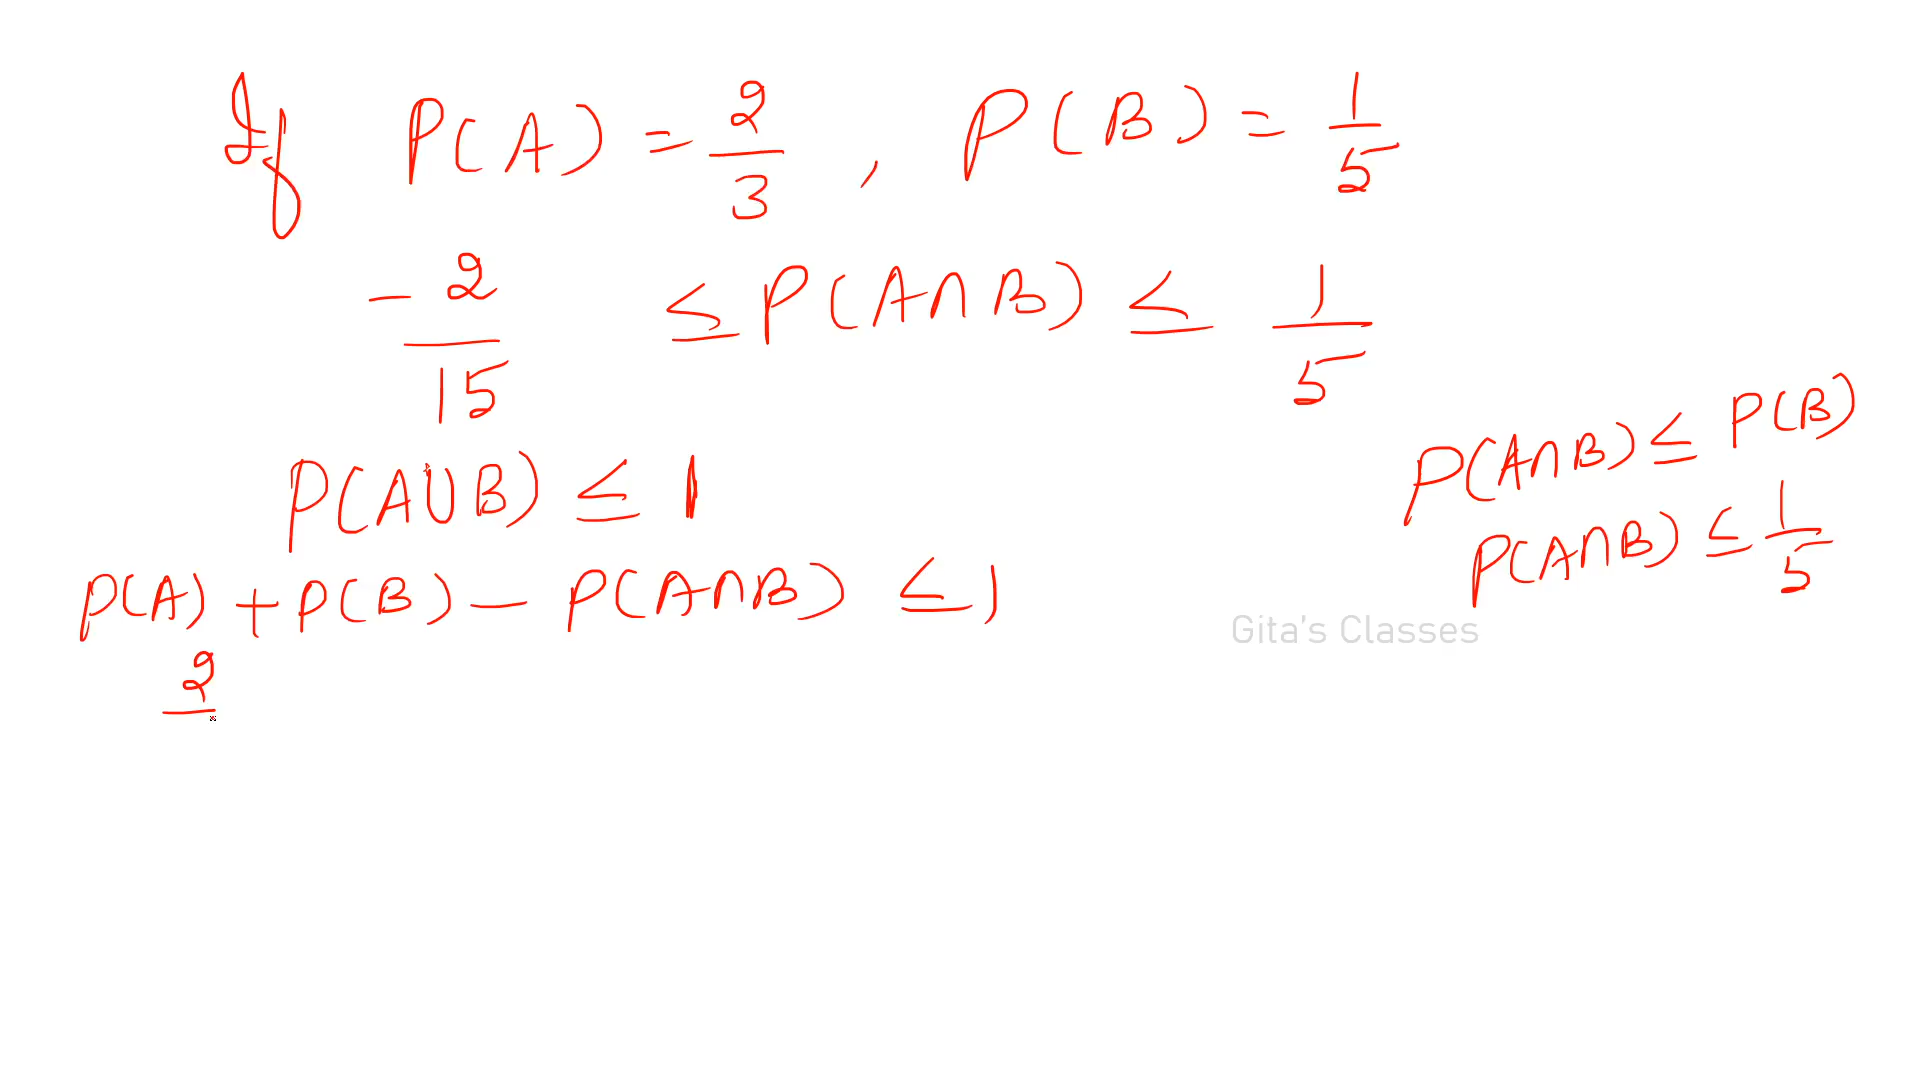 If P(A) = 2/3 , P(B) = 1/5
- 2/15 ≤ P(A∩B) ≤ 1/5
P(A∪B) ≤ 1
P(A) + P(B) - P(A∩B) ≤ 1
2
P(A∩B) ≤ P(B)
P(A∩B) ≤ 1/5
Gita's Classes